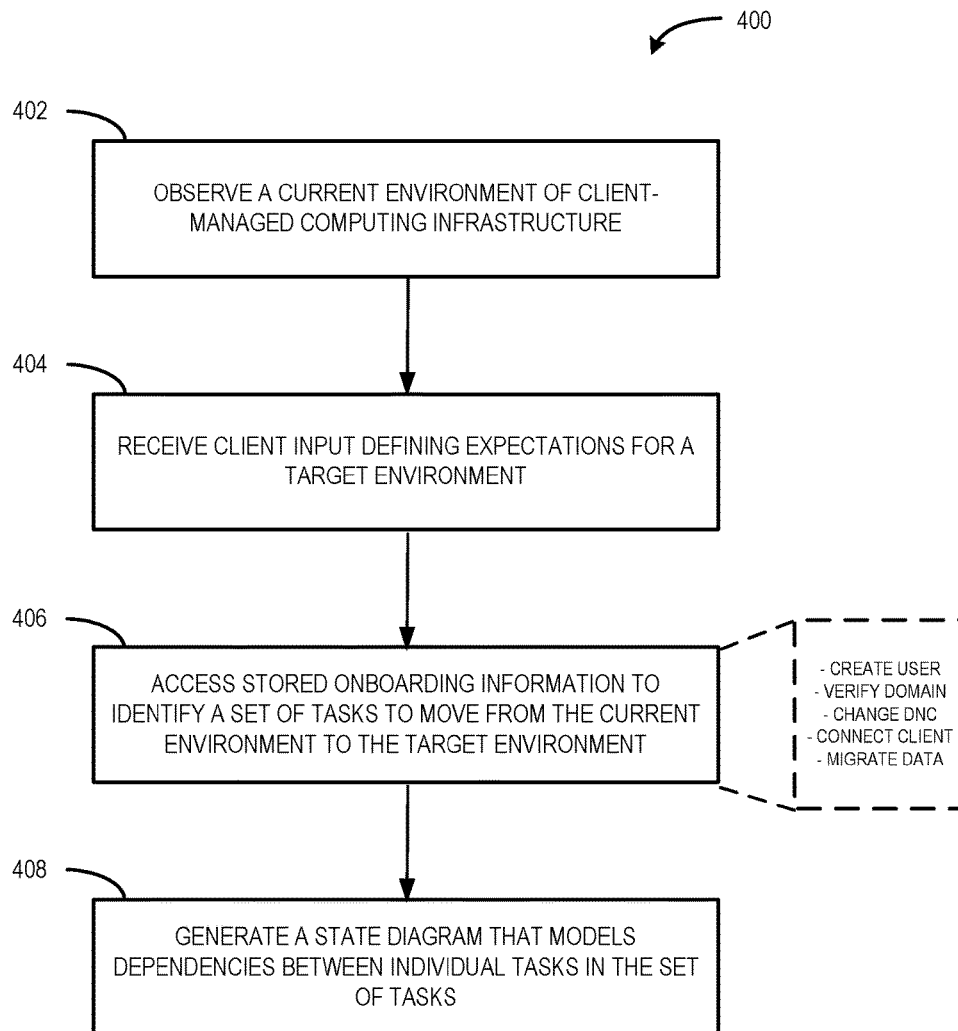 400
402
OBSERVE A CURRENT ENVIRONMENT OF CLIENT-
MANAGED COMPUTING INFRASTRUCTURE
404
RECEIVE CLIENT INPUT DEFINING EXPECTATIONS FOR A
TARGET ENVIRONMENT
406
ACCESS STORED ONBOARDING INFORMATION TO
IDENTIFY A SET OF TASKS TO MOVE FROM THE CURRENT
ENVIRONMENT TO THE TARGET ENVIRONMENT
- CREATE USER
- VERIFY DOMAIN
- CHANGE DNC
- CONNECT CLIENT
- MIGRATE DATA
408
GENERATE A STATE DIAGRAM THAT MODELS
DEPENDENCIES BETWEEN INDIVIDUAL TASKS IN THE SET
OF TASKS